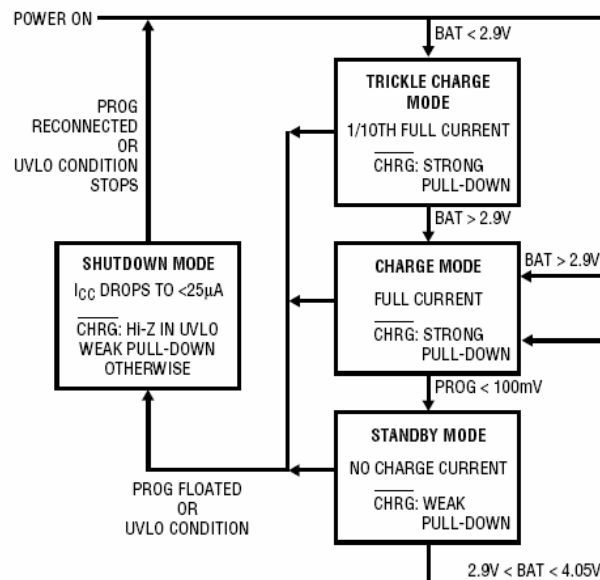 POWER ON
BAT < 2.9V
TRICKLE CHARGE
MODE
1/10TH FULL CURRENT
CHRG: STRONG
PULL-DOWN
PROG
RECONNECTED
OR
UVLO CONDITION
STOPS
BAT > 2.9V
SHUTDOWN MODE
ICC DROPS TO <25µA
CHRG: Hi-Z IN UVLO
WEAK PULL-DOWN
OTHERWISE
CHARGE MODE
FULL CURRENT
CHRG: STRONG
PULL-DOWN
BAT > 2.9V
PROG < 100mV
STANDBY MODE
NO CHARGE CURRENT
CHRG: WEAK
PULL-DOWN
PROG FLOATED
OR
UVLO CONDITION
2.9V < BAT < 4.05V